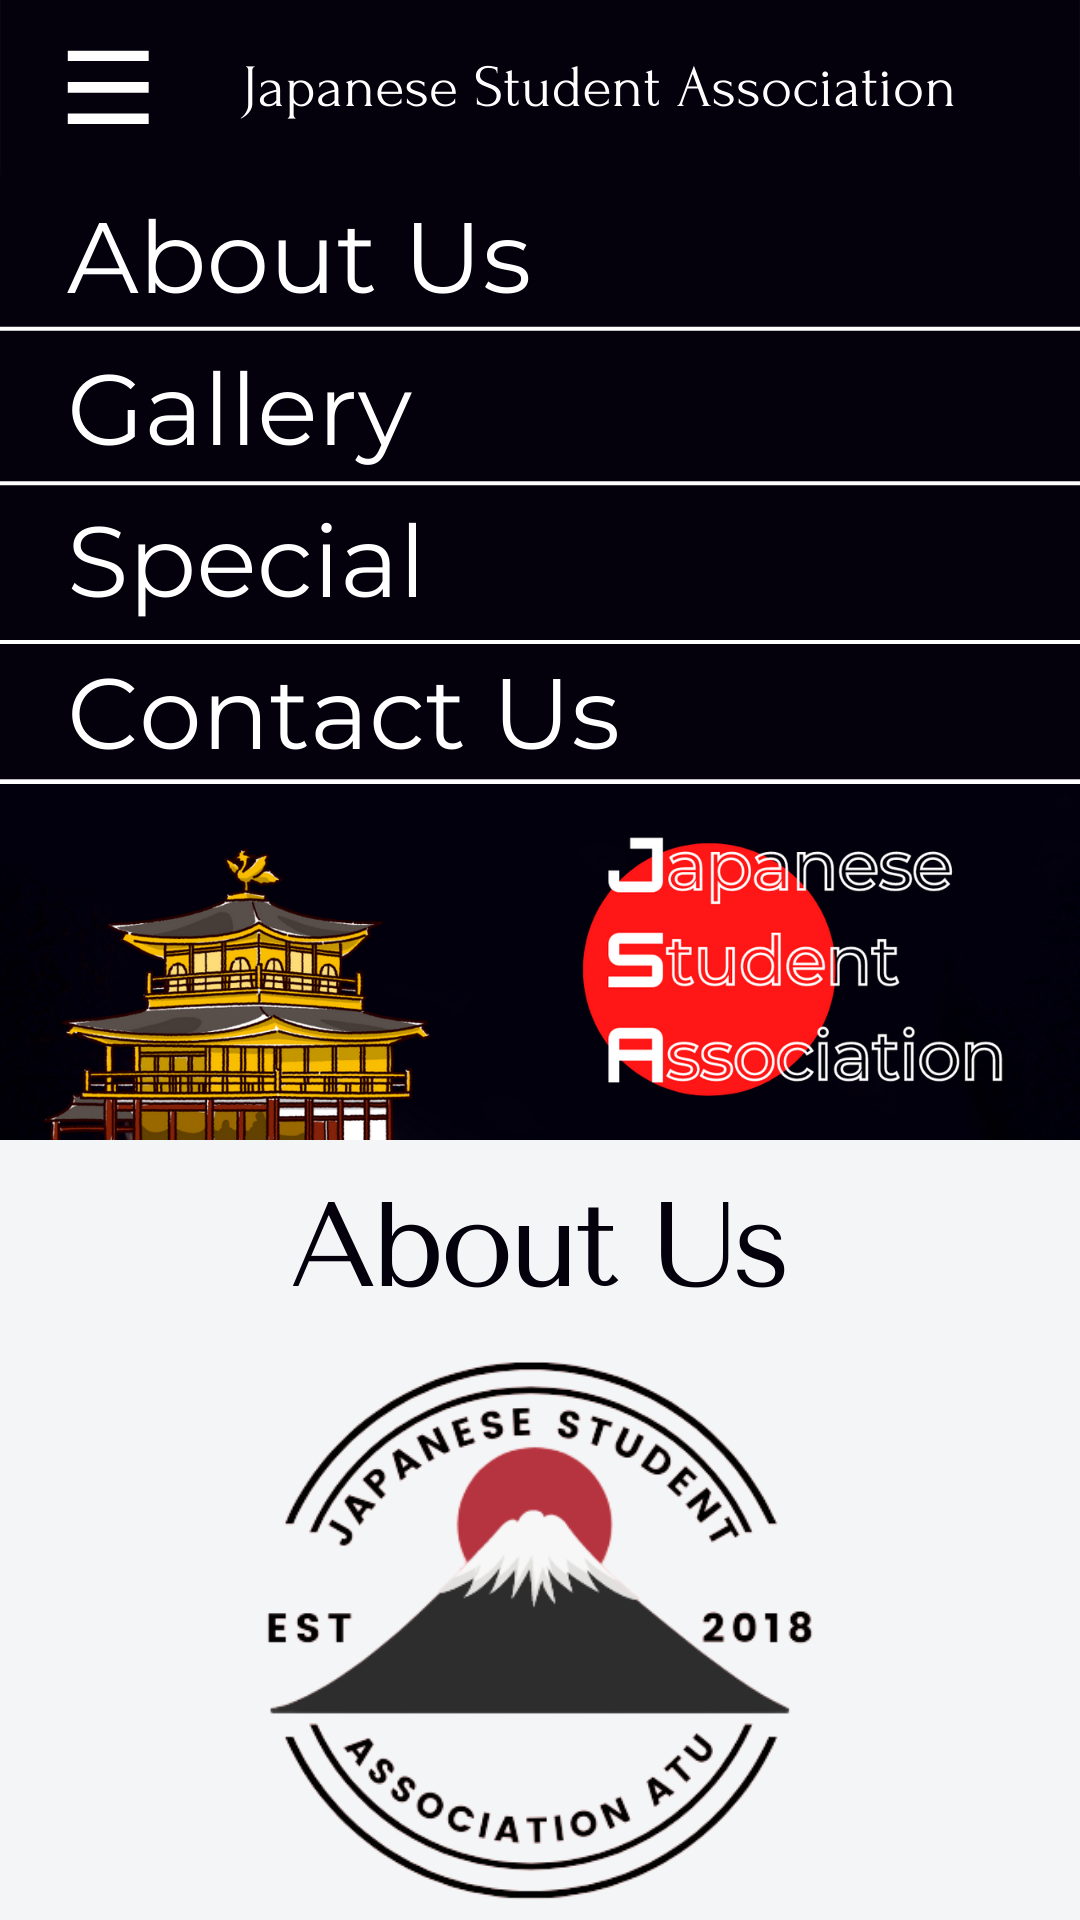 Japanese Student Association
About Us
Gallery
Special
Contact Us
Japanese
Student
Association
About Us
JAPANESE STUDENT
EST 2018
ASSOCIATION ATU